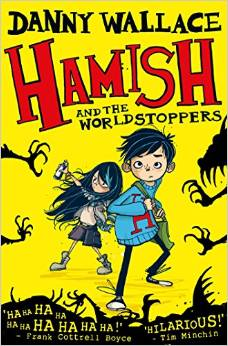 DANNY WALLACE
HAMISH
AND THE
WORLDSTOPPERS
H
'HA HA HA HA
HA HA HA HA HA HA!'
- Frank Cottrell Boyce
'HILARIOUS!'
- Tim Minchin